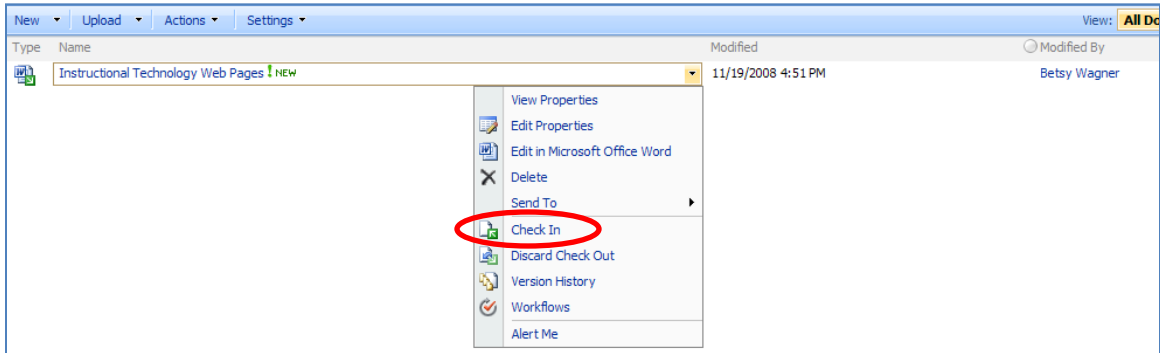 New Upload Actions Settings View: All Do
Type Name Modified Modified By
Instructional Technology Web Pages ! NEW 11/19/2008 4:51 PM Betsy Wagner
View Properties
Edit Properties
Edit in Microsoft Office Word
Delete
Send To
Check In
Discard Check Out
Version History
Workflows
Alert Me